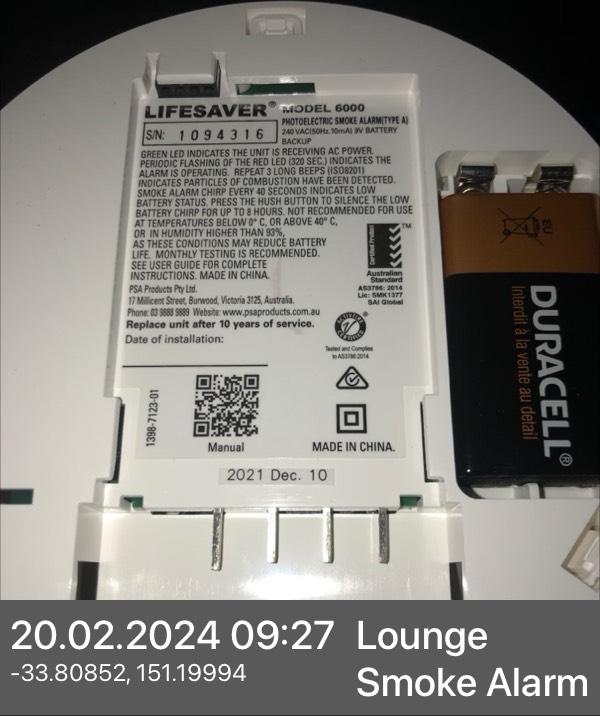 LIFESAVER® MODEL 6000
S/N: 1094316
PHOTOELECTRIC SMOKE ALARM(TYPE A)
240 VAC(50Hz,10mA) 9V BATTERY
BACKUP
GREEN LED INDICATES THE UNIT IS RECEIVING AC POWER.
PERIODIC FLASHING OF THE RED LED (320 SEC.) INDICATES THE
ALARM IS OPERATING. REPEAT 3 LONG BEEPS (ISO8201)
INDICATES PARTICLES OF COMBUSTION HAVE BEEN DETECTED.
SMOKE ALARM CHIRP EVERY 40 SECONDS INDICATES LOW
BATTERY STATUS. PRESS THE HUSH BUTTON TO SILENCE THE LOW
BATTERY CHIRP FOR UP TO 8 HOURS. NOT RECOMMENDED FOR USE
AT TEMPERATURES BELOW 0° C, OR ABOVE 40° C,
OR IN HUMIDITY HIGHER THAN 93%,
AS THESE CONDITIONS MAY REDUCE BATTERY
LIFE. MONTHLY TESTING IS RECOMMENDED.
SEE USER GUIDE FOR COMPLETE
INSTRUCTIONS. MADE IN CHINA.
Certified Product
TM
Australian
Standard
AS3786: 2014
Lic: SMK1377
SAI Global
PSA Products Pty Ltd.
17 Millicent Street, Burwood, Victoria 3125, Australia.
Phone: 03 9888 9889 Website: www.psaproducts.com.au
Replace unit after 10 years of service.
Date of installation:
Tested and Complies
to AS3786:2014
1398-7123-01
Manual
MADE IN CHINA.
2021 Dec. 10
EU
DURACELL®
Interdit à la vente au détail
20.02.2024 09:27
-33.80852, 151.19994
Lounge
Smoke Alarm